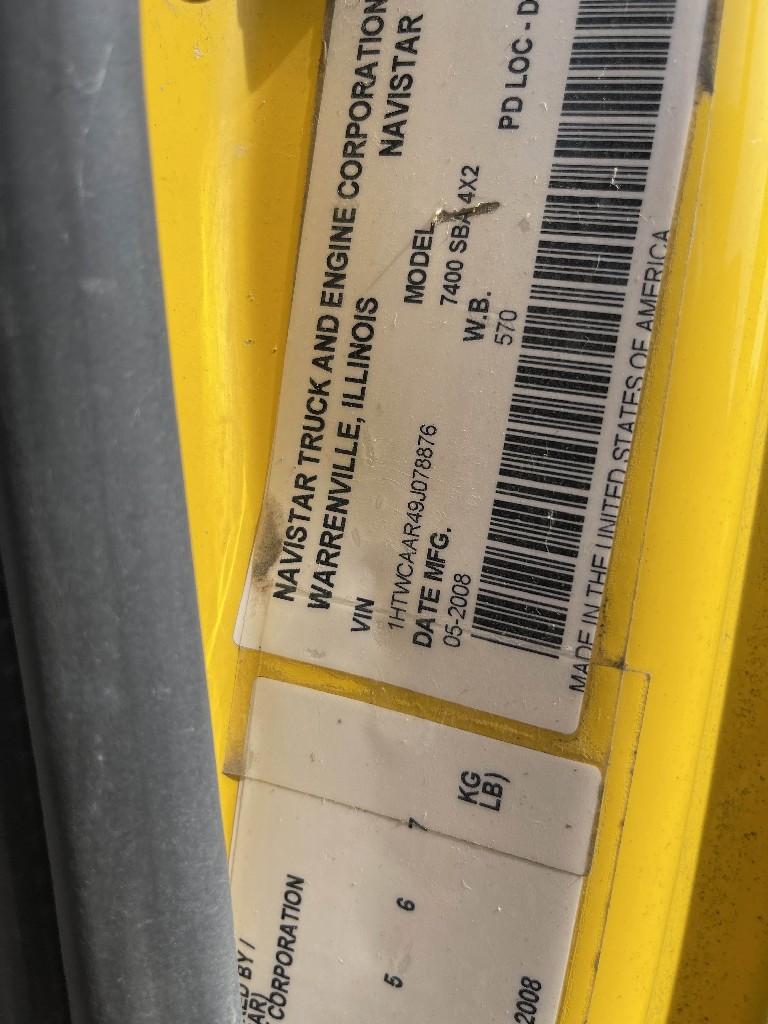 NAVISTAR TRUCK AND ENGINE CORPORATION
WARRENVILLE, ILLINOIS
NAVISTAR
VIN
MODEL
1HTWCAAR49J078876
7400 SBA 4X2
DATE MFG.
W.B.
PD LOC - D
05-2008
570
MADE IN THE UNITED STATES OF AMERICA
BY /
CORPORATION
5 6 7
KG
LB)
2008